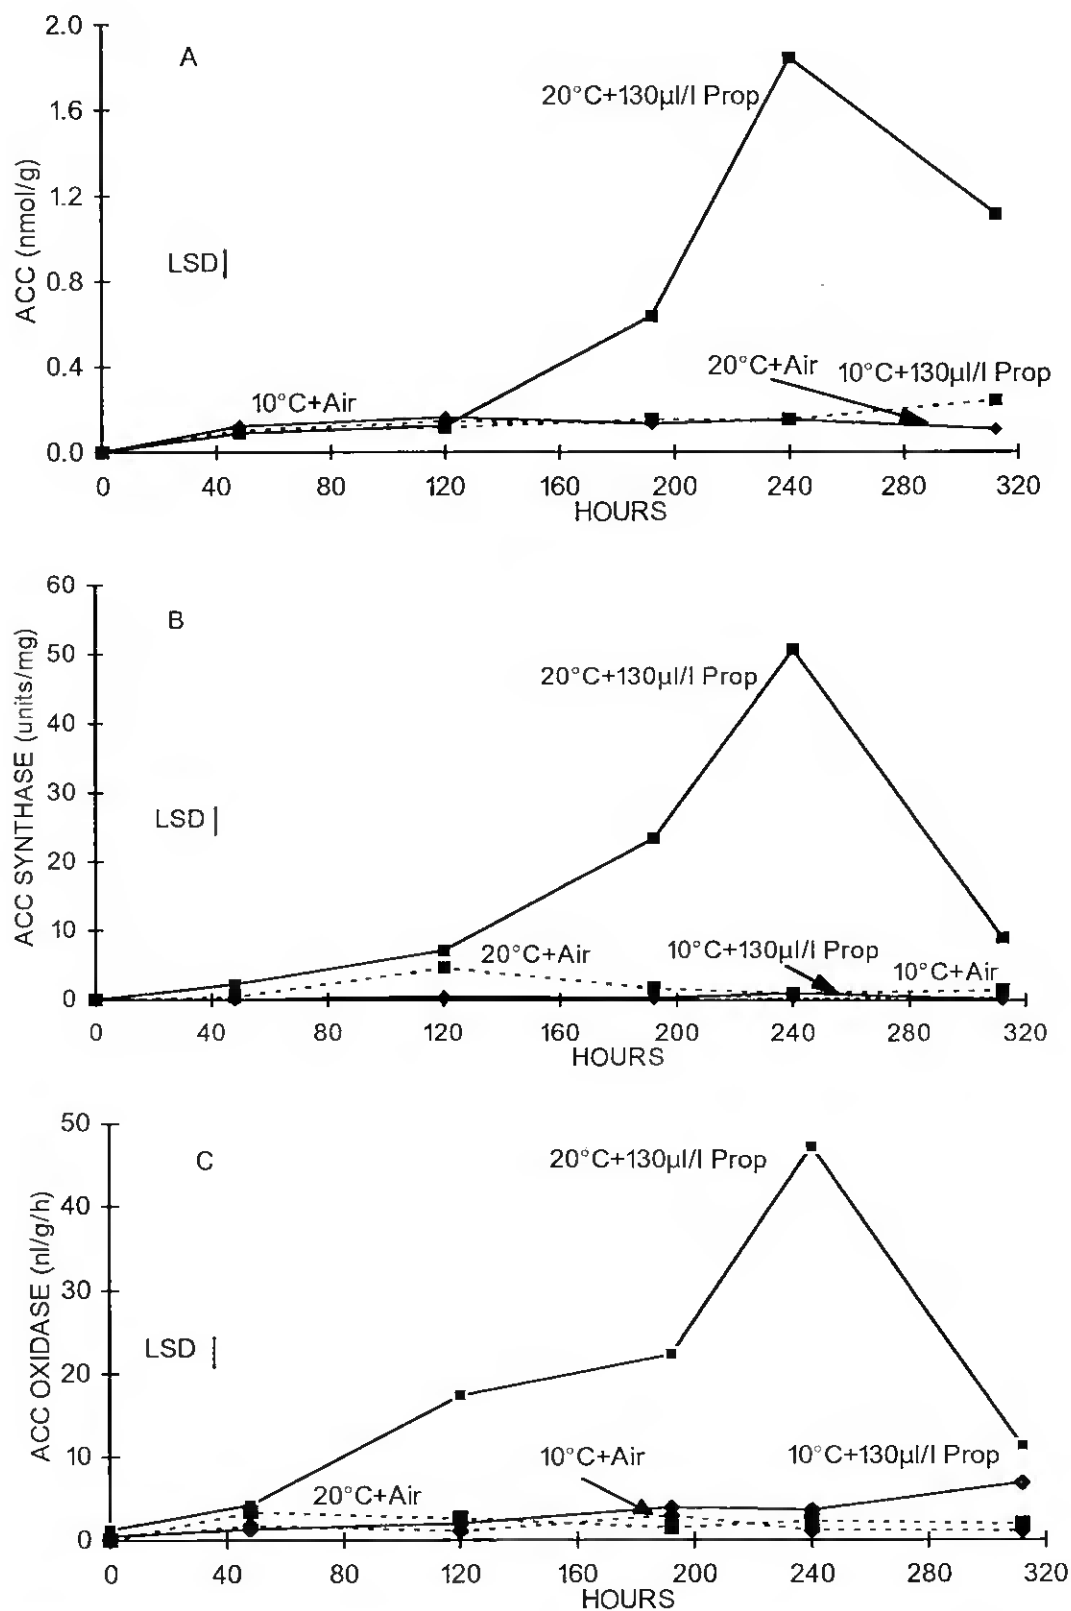 2.0
A
20°C+130µl/l Prop
1.6
ACC (nmol/g)
1.2
LSD
0.8
20°C+Air
0.4
10°C+130µl/l Prop
10°C+Air
0.0
0 40 80 120 160 200 240 280 320
HOURS
60
B
50
20°C+130µl/l Prop
ACC SYNTHASE (units/mg)
40
30
LSD
20
10
20°C+Air
10°C+130µl/l Prop
10°C+Air
0
0 40 80 120 160 200 240 280 320
HOURS
50
C
20°C+130µl/l Prop
40
ACC OXIDASE (nl/g/h)
30
LSD
20
10
10°C+Air
10°C+130µl/l Prop
20°C+Air
0
0 40 80 120 160 200 240 280 320
HOURS